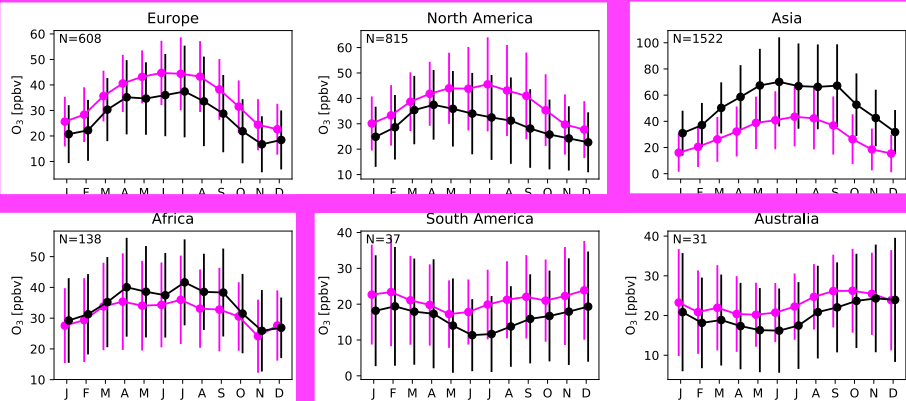 Europe
N=608
O₃ [ppbv]
60
50
40
30
20
10
J F M A M J J A S O N D
North America
N=815
60
50
40
30
20
10
J F M A M J J A S O N D
Asia
N=1522
O₃ [ppbv]
100
80
60
40
20
0
J F M A M J J A S O N D
Africa
N=138
O₃ [ppbv]
50
40
30
20
10
J F M A M J J A S O N D
South America
N=37
O₃ [ppbv]
40
30
20
10
0
J F M A M J J A S O N D
Australia
N=31
O₃ [ppbv]
40
30
20
10
J F M A M J J A S O N D